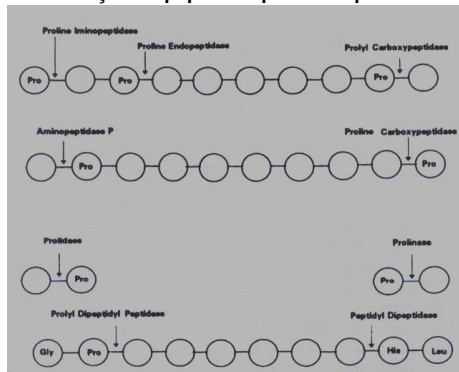 Proline Iminopeptidase
Proline Endopeptidase
Prolyl Carboxypeptidase
Pro
Pro
Pro
Aminopeptidase P
Proline Carboxypeptidase
Pro
Pro
Prolidase
Prolinase
Pro
Pro
Prolyl Dipeptidyl Peptidase
Peptidyl Dipeptidase
Gly
Pro
His
Leu